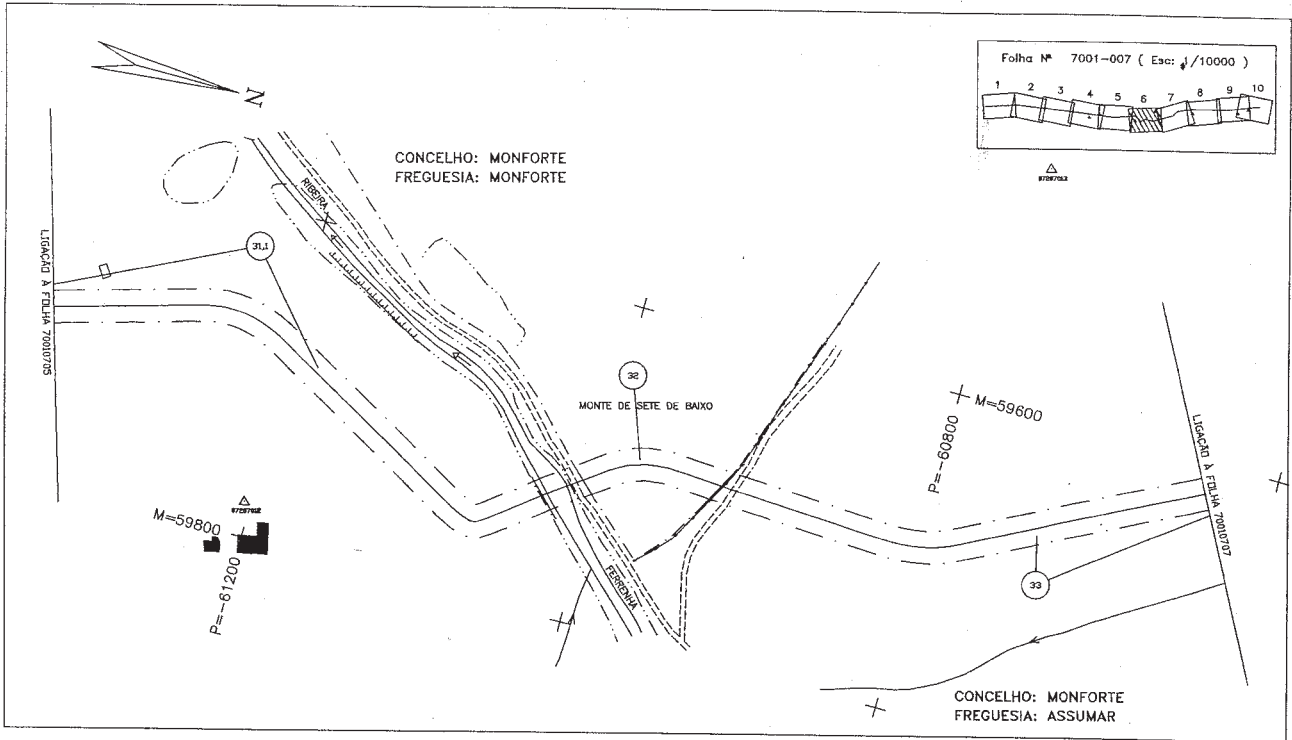 Folha Nª 7001-007 ( Esc: 1/10000 )
1 2 3 4 5 6 7 8 9 10
N
CONCELHO: MONFORTE
FREGUESIA: MONFORTE
RIBEIRA
LIGAÇÃO À FOLHA 70010705
31,1
32
MONTE DE SETE DE BAIXO
M=59600
P=-60800
LIGAÇÃO À FOLHA 70010707
M=59800
P=-61200
FERRENHA
33
CONCELHO: MONFORTE
FREGUESIA: ASSUMAR